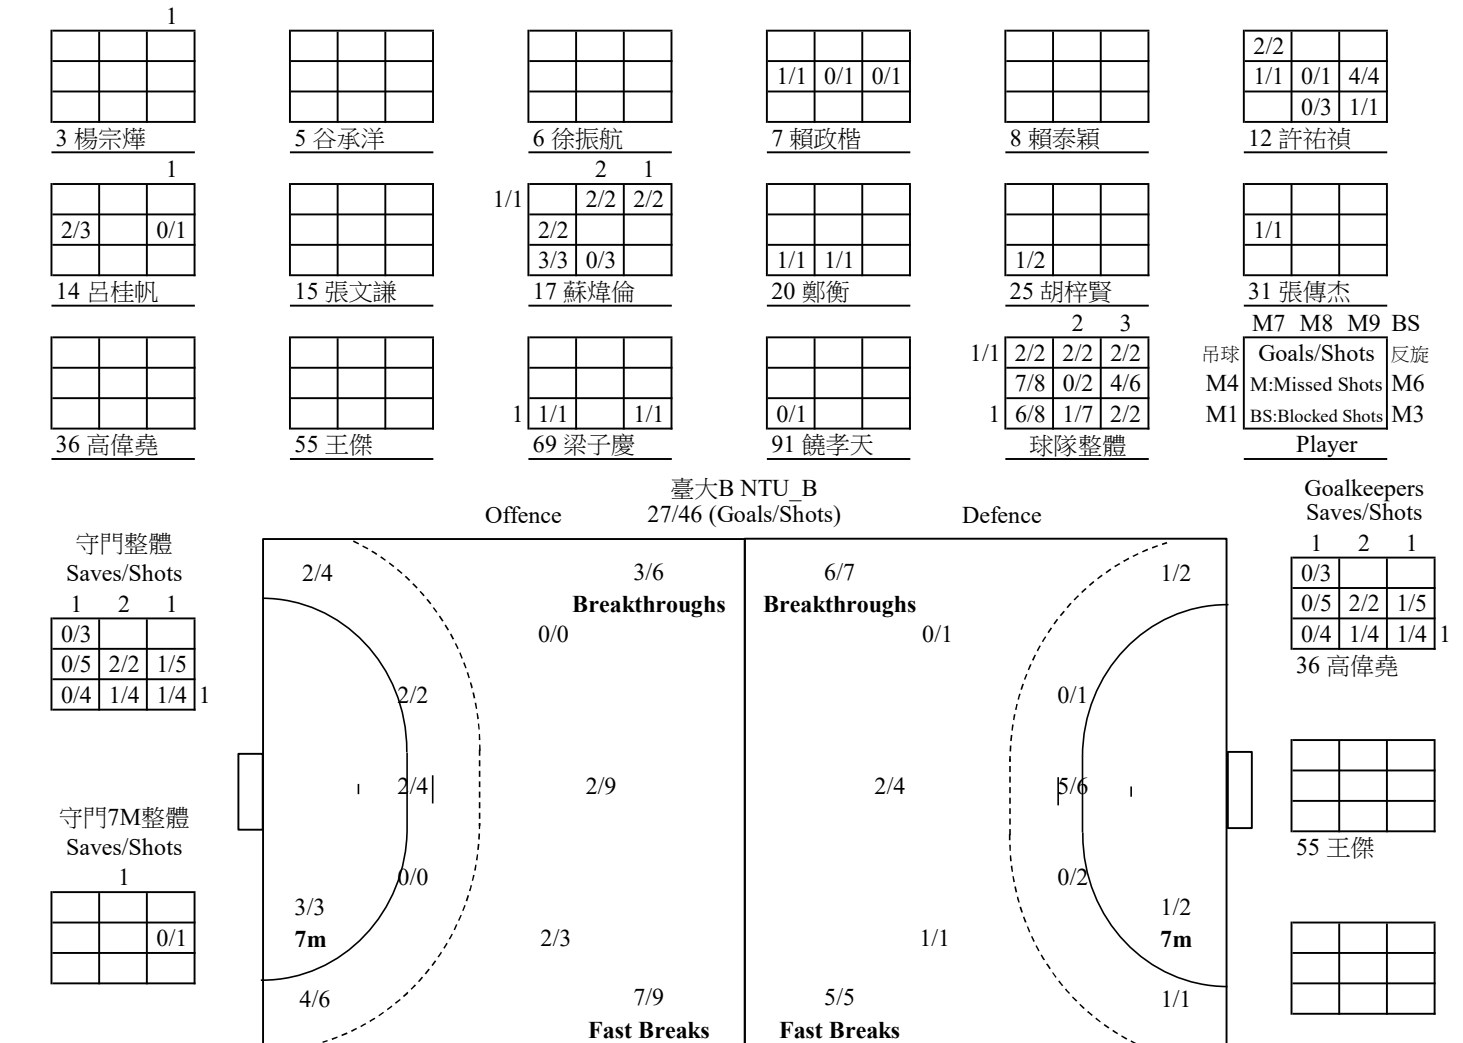 1
2/2
1/1 0/1 0/1 1/1 0/1 4/4
0/3 1/1
3 楊宗燁 5 谷承洋 6 徐振航 7 賴政楷 8 賴泰穎 12 許祐禎
1 2 1
1/1 2/2 2/2
2/3 0/1 2/2 1/1
3/3 0/3 1/1 1/1 1/2
14 呂桂帆 15 張文謙 17 蘇煒倫 20 鄭衡 25 胡梓賢 31 張傳杰
2 3 M7 M8 M9 BS
1/1 2/2 2/2 2/2 吊球 Goals/Shots 反旋
7/8 0/2 4/6 M4 M:Missed Shots M6
1 1/1 1/1 0/1 1 6/8 1/7 2/2 M1 BS:Blocked Shots M3
36 高偉堯 55 王傑 69 梁子慶 91 饒孝天 球隊整體 Player
臺大B NTU_B
Offence 27/46 (Goals/Shots) Defence
Goalkeepers
Saves/Shots
1 2 1
0/3
0/5 2/2 1/5
0/4 1/4 1/4 1
36 高偉堯
55 王傑
守門整體
Saves/Shots
1 2 1
0/3
0/5 2/2 1/5
0/4 1/4 1/4 1
守門7M整體
Saves/Shots
1
0/1
2/4 3/6 6/7 1/2
Breakthroughs Breakthroughs
0/0 0/1
2/2 0/1
2/4 2/9 2/4 5/6
0/0 0/2
3/3 1/2
7m 2/3 1/1 7m
4/6 7/9 5/5 1/1
Fast Breaks Fast Breaks